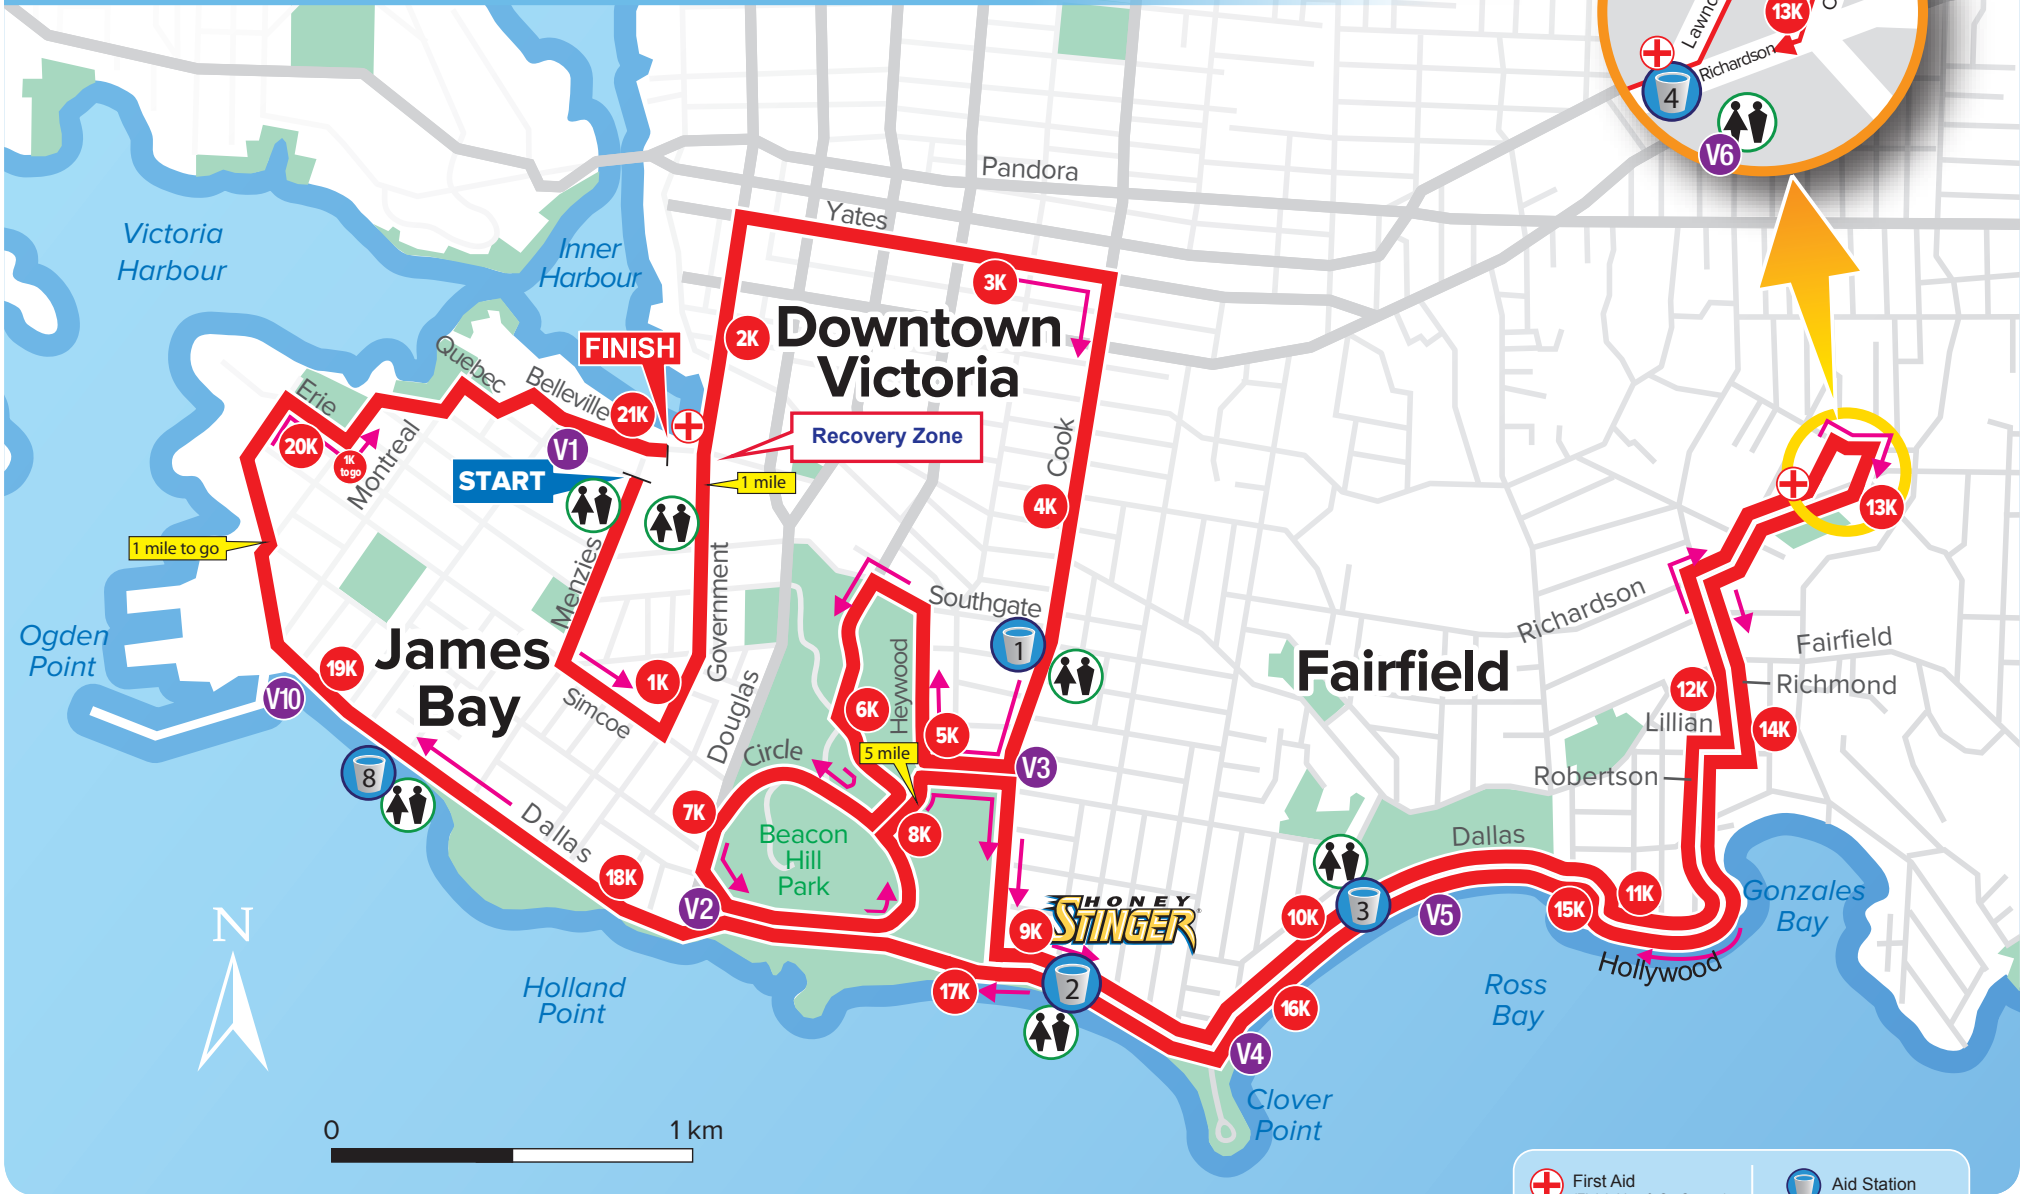 13K
Richardson
4
V6
Pandora
Yates
Victoria
Harbour
Inner
Harbour
3K
2K
Downtown
Victoria
FINISH
Quebec
Belleville
21K
Erie
Recovery Zone
Cook
20K
1K
to go
Montreal
V1
START
1 mile
4K
13K
1 mile to go
Menzies
Government
Southgate
Richardson
Ogden
Point
James
Bay
1
Fairfield
Fairfield
Heywood
19K
1K
V10
Simcoe
Douglas
6K
5K
12K
Richmond
Lillian
14K
Circle
5 mile
V3
Robertson
8
7K
8K
Dallas
Beacon
Hill
Park
Dallas
18K
V2
HONEY
STINGER
9K
10K
3
V5
15K
11K
Gonzales
Bay
Hollywood
N
Holland
Point
17K
2
16K
Ross
Bay
V4
Clover
Point
0
1 km
First Aid
Aid Station